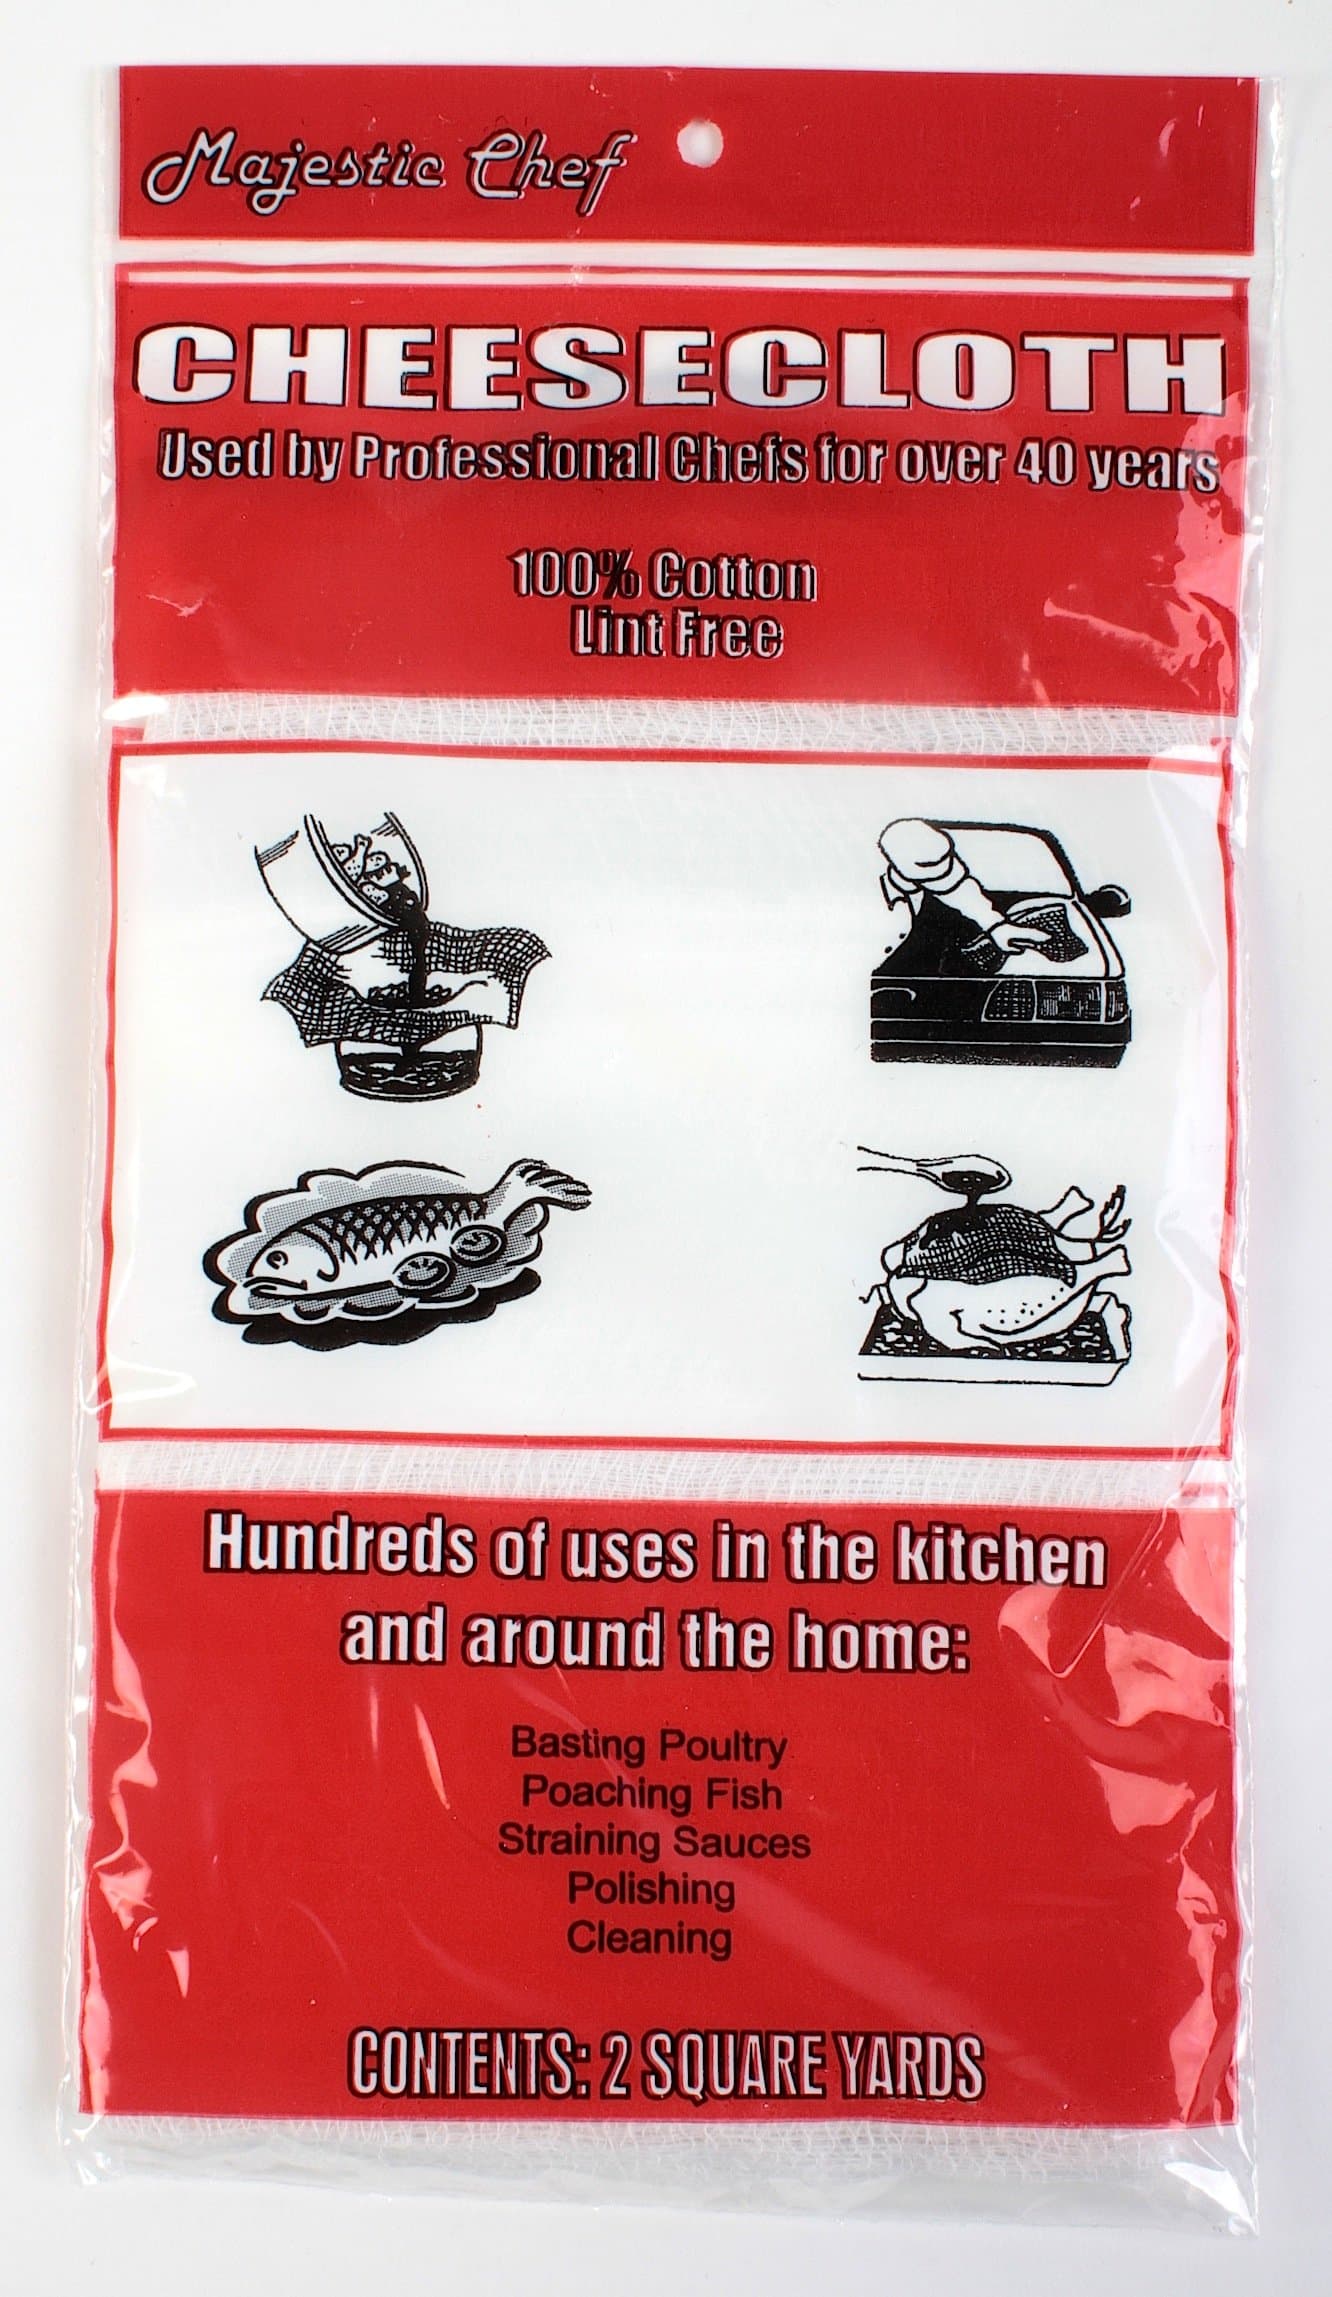 Majestic Chef
CHEESECLOTH
Used by Professional Chefs for over 40 years
100% Cotton
Lint Free
Hundreds of uses in the kitchen
and around the home:
Basting Poultry
Poaching Fish
Straining Sauces
Polishing
Cleaning
CONTENTS: 2 SQUARE YARDS